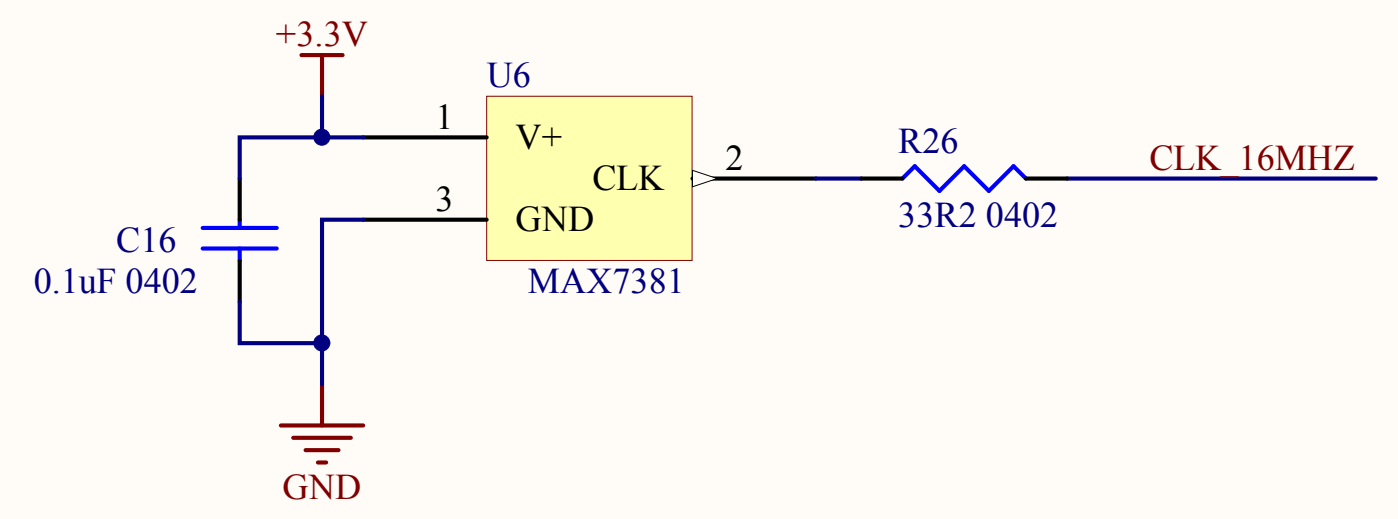 +3.3V
U6
1
V+
R26
CLK_16MHZ
CLK
2
3
GND
33R2 0402
C16
0.1uF 0402
MAX7381
GND